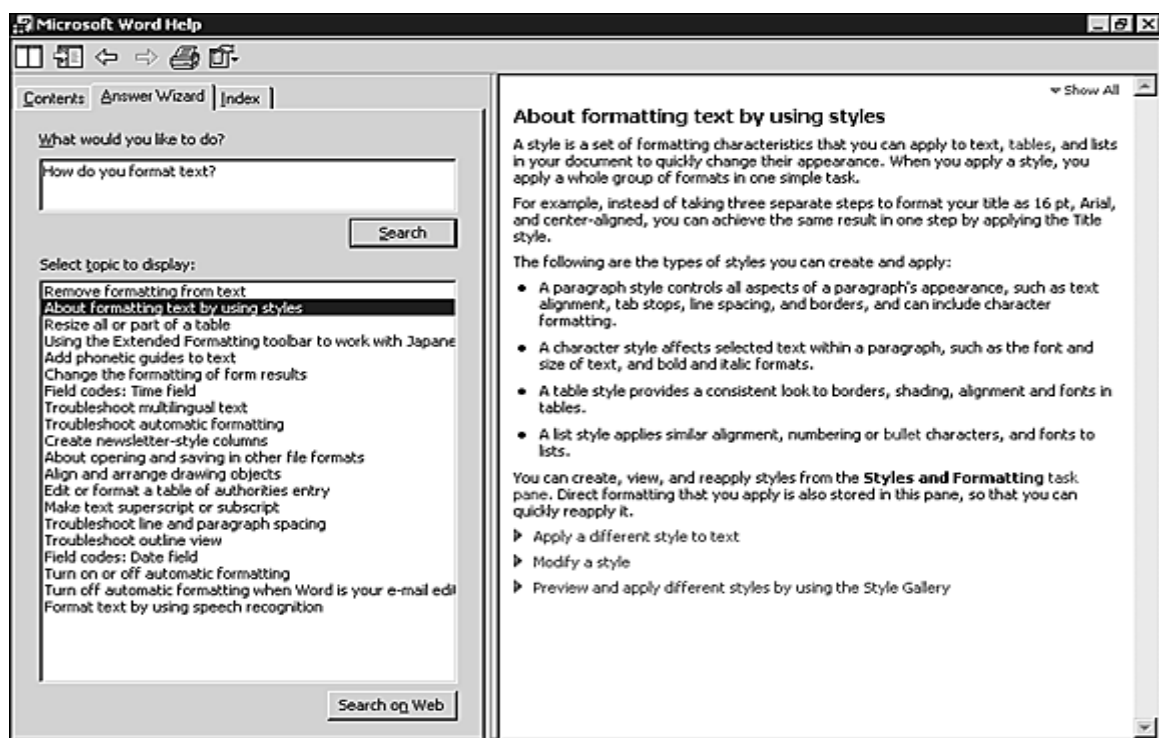 Microsoft Word Help
Contents Answer Wizard Index
What would you like to do?
How do you format text?
Search
Select topic to display:
Remove formatting from text
About formatting text by using styles
Resize all or part of a table
Using the Extended Formatting toolbar to work with Japane
Add phonetic guides to text
Change the formatting of form results
Field codes: Time field
Troubleshoot multilingual text
Troubleshoot automatic formatting
Create newsletter-style columns
About opening and saving in other file formats
Align and arrange drawing objects
Edit or format a table of authorities entry
Make text superscript or subscript
Troubleshoot line and paragraph spacing
Troubleshoot outline view
Field codes: Date field
Turn on or off automatic formatting
Turn off automatic formatting when Word is your e-mail edi
Format text by using speech recognition
Search on Web
Show All
About formatting text by using styles
A style is a set of formatting characteristics that you can apply to text, tables, and lists
in your document to quickly change their appearance. When you apply a style, you
apply a whole group of formats in one simple task.
For example, instead of taking three separate steps to format your title as 16 pt, Arial,
and center-aligned, you can achieve the same result in one step by applying the Title
style.
The following are the types of styles you can create and apply:
• A paragraph style controls all aspects of a paragraph's appearance, such as text
alignment, tab stops, line spacing, and borders, and can include character
formatting.
• A character style affects selected text within a paragraph, such as the font and
size of text, and bold and italic formats.
• A table style provides a consistent look to borders, shading, alignment and fonts in
tables.
• A list style applies similar alignment, numbering or bullet characters, and fonts to
lists.
You can create, view, and reapply styles from the Styles and Formatting task
pane. Direct formatting that you apply is also stored in this pane, so that you can
quickly reapply it.
Apply a different style to text
Modify a style
Preview and apply different styles by using the Style Gallery